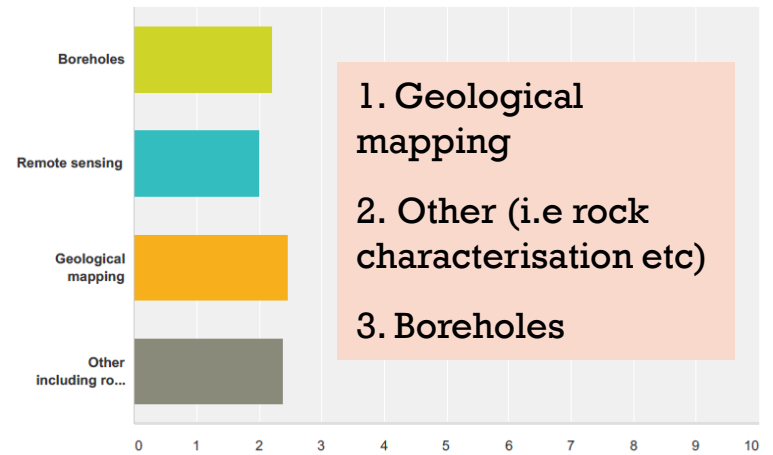 Boreholes
Remote sensing
Geological
mapping
Other
including ro...
1. Geological
mapping
2. Other (i.e rock
characterisation etc)
3. Boreholes
0 1 2 3 4 5 6 7 8 9 10